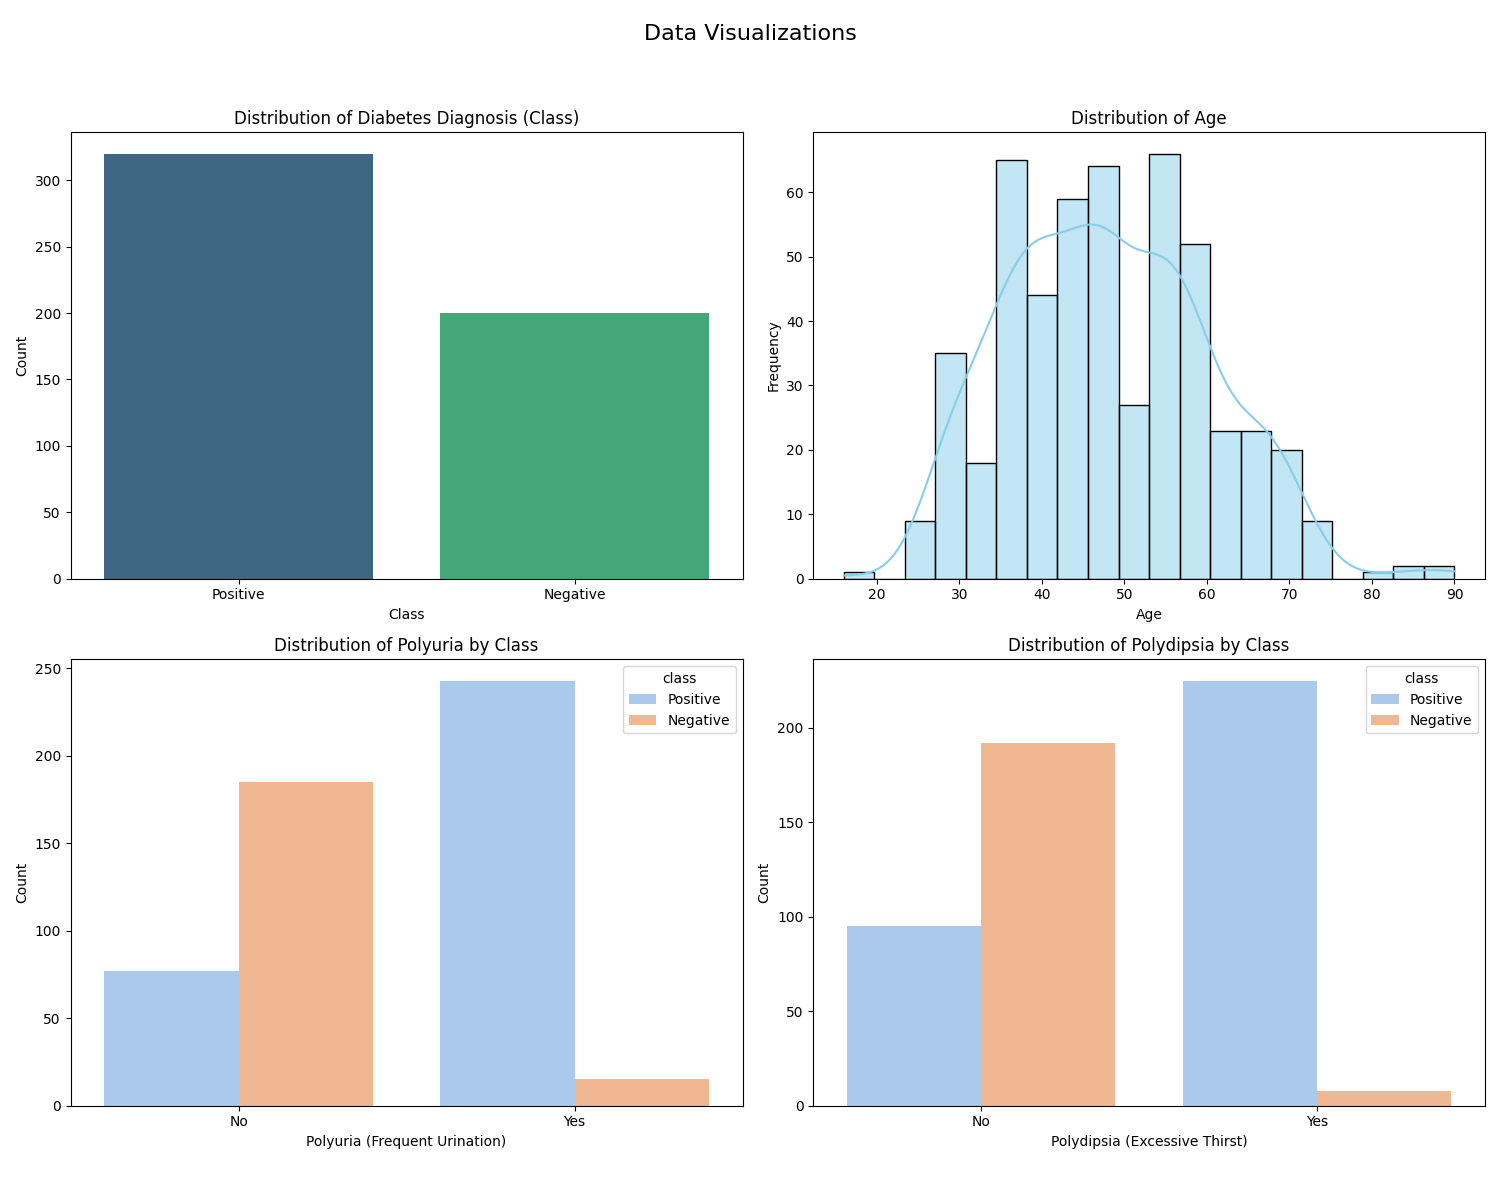 Data Visualizations
Distribution of Diabetes Diagnosis (Class)
300
250
200
150
100
50
0
Count
Positive
Negative
Class
Distribution of Age
60
50
40
30
20
10
0
Frequency
20
30
40
50
60
70
80
90
Age
Distribution of Polyuria by Class
class
Positive
Negative
250
200
150
100
50
0
Count
No
Yes
Polyuria (Frequent Urination)
Distribution of Polydipsia by Class
class
Positive
Negative
200
150
100
50
0
Count
No
Yes
Polydipsia (Excessive Thirst)